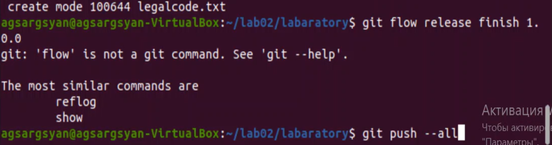 create mode 100644 legalcode.txt
agsargsyan@agsargsyan-VirtualBox:~/lab02/labaratory$ git flow release finish 1.
0.0
git: 'flow' is not a git command. See 'git --help'.
The most similar commands are
reflog
show
agsargsyan@agsargsyan-VirtualBox:~/lab02/labaratory$ git push --all
Активация
Чтобы активир
"Параметры"